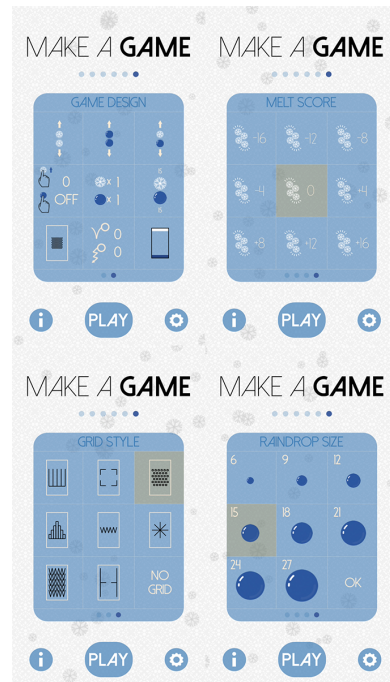 MAKE A GAME
GAME DESIGN
0
OFF
x 1
x 1
0
0
i
PLAY
MAKE A GAME
MELT SCORE
-16
-12
-8
-4
0
+4
+8
+12
+16
i
PLAY
MAKE A GAME
GRID STYLE
NO
GRID
i
PLAY
MAKE A GAME
RAINDROP SIZE
6
9
12
15
18
21
24
27
OK
i
PLAY